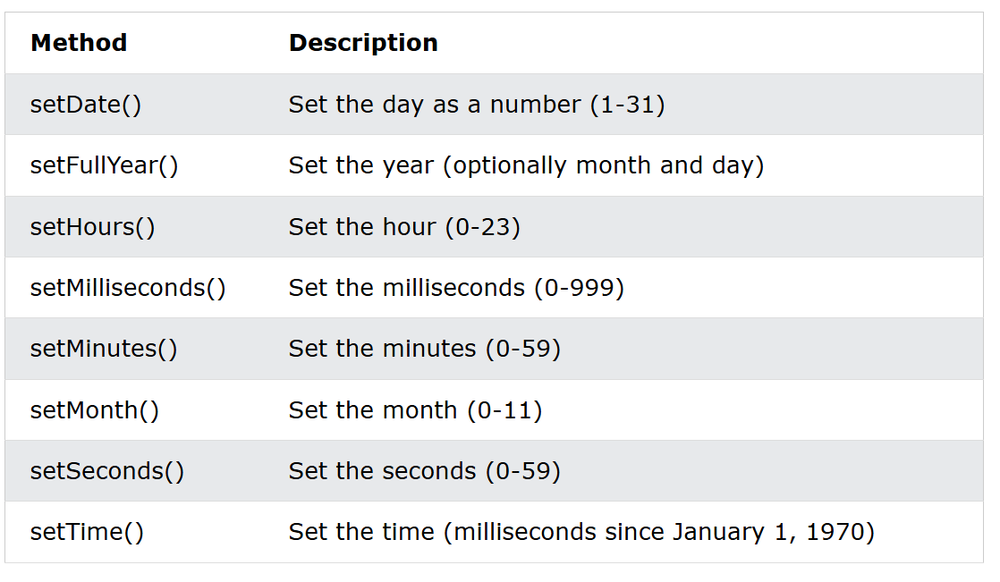 Method Description
setDate() Set the day as a number (1-31)
setFullYear() Set the year (optionally month and day)
setHours() Set the hour (0-23)
setMilliseconds() Set the milliseconds (0-999)
setMinutes() Set the minutes (0-59)
setMonth() Set the month (0-11)
setSeconds() Set the seconds (0-59)
setTime() Set the time (milliseconds since January 1, 1970)